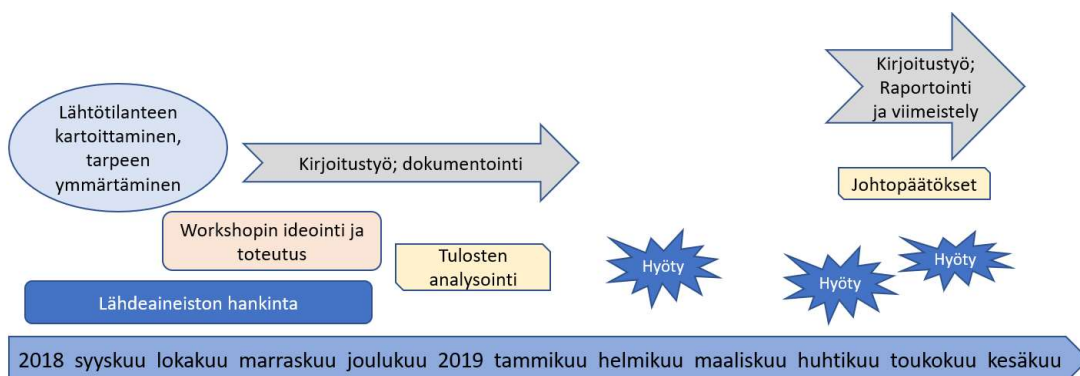 Lähtötilanteen
kartoittaminen,
tarpeen
ymmärtäminen
Kirjoitustyö; dokumentointi
Kirjoitustyö;
Raportointi
ja viimeistely
Johtopäätökset
Workshopin ideointi ja
toteutus
Tulosten
analysointi
Hyöty
Hyöty
Hyöty
Lähdeaineiston hankinta
2018 syyskuu lokakuu marraskuu joulukuu 2019 tammikuu helmikuu maaliskuu huhtikuu toukokuu kesäkuu